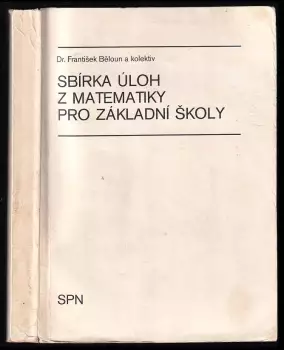 Dr. František Běloun a kolektiv
SBÍRKA ÚLOH
Z MATEMATIKY
PRO ZÁKLADNÍ ŠKOLY
SPN